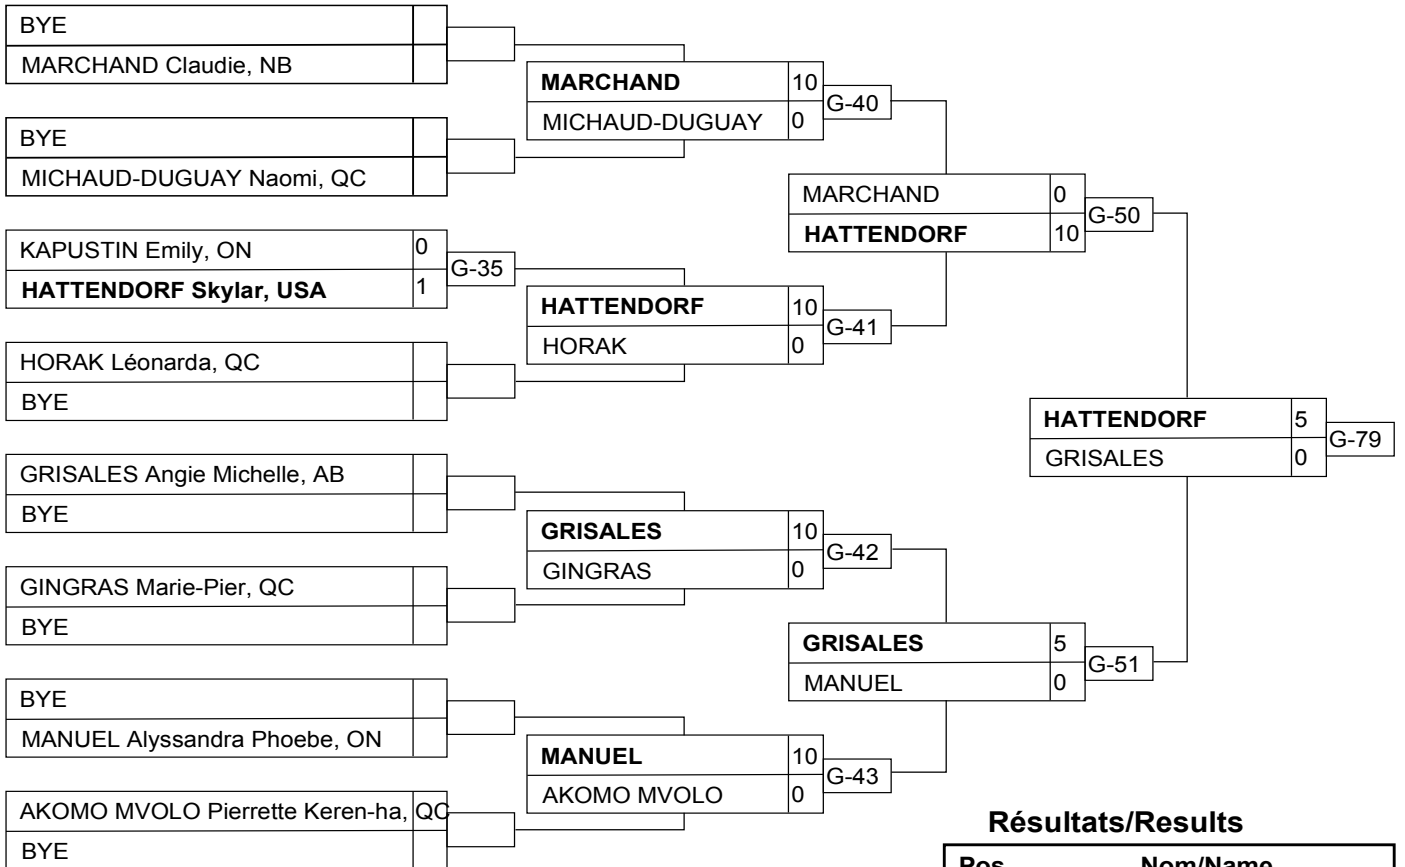 BYE
MARCHAND Claudie, NB
BYE
MICHAUD-DUGUAY Naomi, QC
KAPUSTIN Emily, ON 0
HATTENDORF Skylar, USA 1
G-35
HORAK Léonarda, QC
BYE
GRISALES Angie Michelle, AB
BYE
GINGRAS Marie-Pier, QC
BYE
BYE
MANUEL Alyssandra Phoebe, ON
AKOMO MVOLO Pierrette Keren-ha, QC
BYE
MARCHAND 10
MICHAUD-DUGUAY 0
G-40
HATTENDORF 10
HORAK 0
G-41
GRISALES 10
GINGRAS 0
G-42
MANUEL 10
AKOMO MVOLO 0
G-43
MARCHAND 0
HATTENDORF 10
G-50
GRISALES 5
MANUEL 0
G-51
HATTENDORF 5
GRISALES 0
G-79
Résultats/Results
Pos. Nom/Name